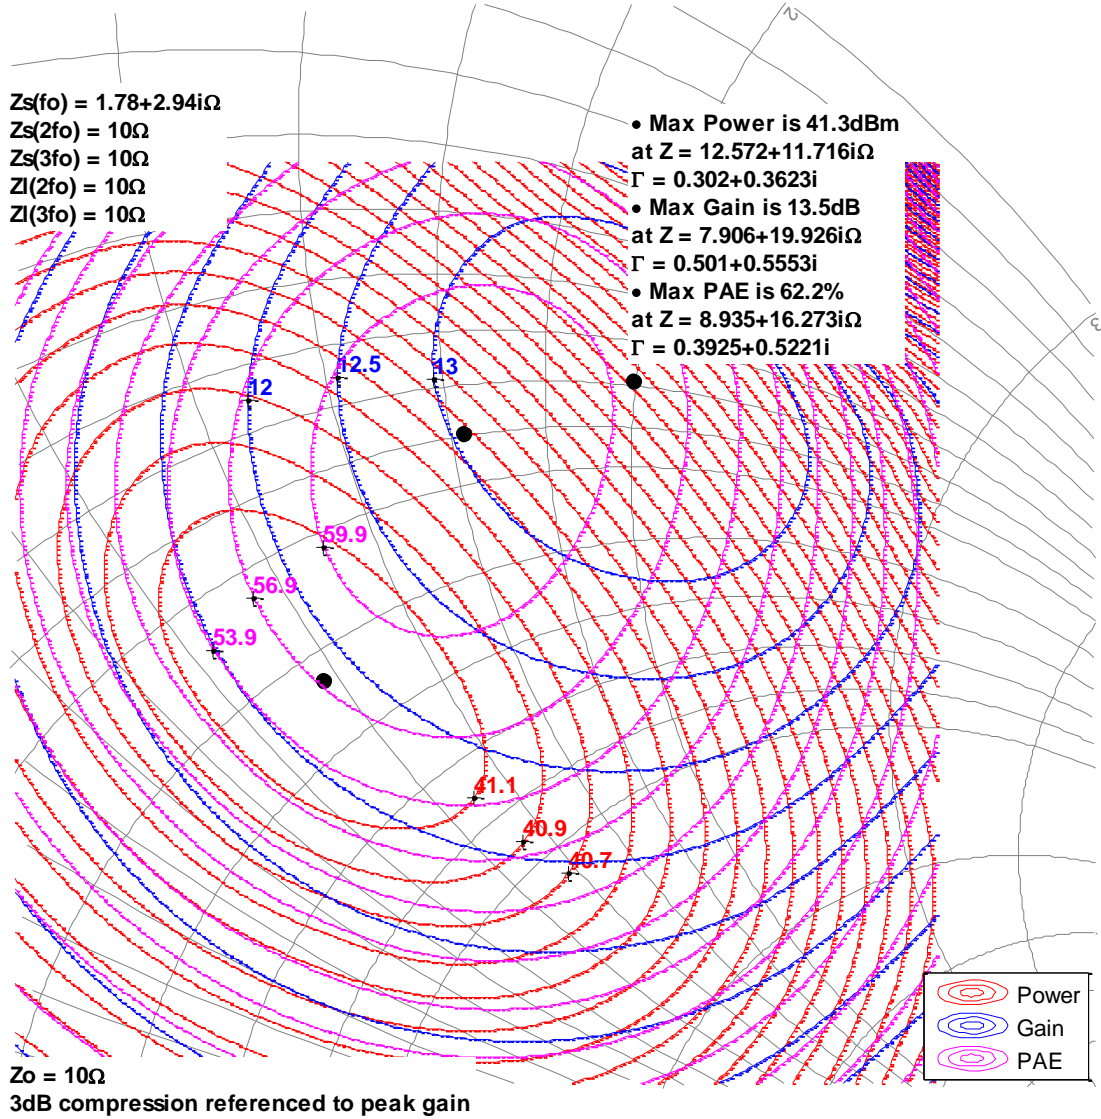 2
Zs(fo) = 1.78+2.94iΩ
Zs(2fo) = 10Ω
Zs(3fo) = 10Ω
Zl(2fo) = 10Ω
Zl(3fo) = 10Ω
• Max Power is 41.3dBm
at Z = 12.572+11.716iΩ
Γ = 0.302+0.3623i
• Max Gain is 13.5dB
at Z = 7.906+19.926iΩ
Γ = 0.501+0.5553i
• Max PAE is 62.2%
at Z = 8.935+16.273iΩ
Γ = 0.3925+0.5221i
3
12.5
13
12
59.9
56.9
53.9
41.1
40.9
40.7
Power
Gain
PAE
Zo = 10Ω
3dB compression referenced to peak gain